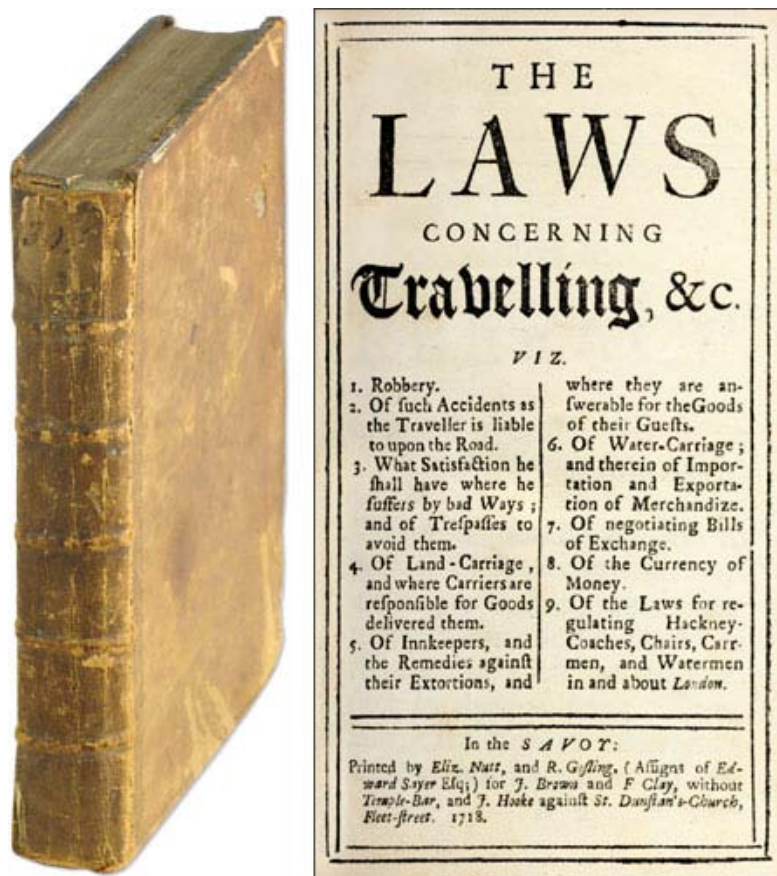 THE
LAWS
CONCERNING
Travelling, &c.
VIZ.
1. Robbery.
2. Of ſuch Accidents as
the Traveller is liable
to upon the Road.
3. What Satisfaction he
ſhall have where he
ſuffers by bad Ways ;
and of Treſpaſſes to
avoid them.
4. Of Land-Carriage,
and where Carriers are
reſponſible for Goods
delivered them.
5. Of Innkeepers, and
the Remedies againſt
their Extortions, and
where they are an-
ſwerable for the Goods
of their Gueſts.
6. Of Water-Carriage ;
and therein of Impor-
tation and Exporta-
tion of Merchandize.
7. Of negotiating Bills
of Exchange.
8. Of the Currency of
Money.
9. Of the Laws for re-
gulating Hackney-
Coaches, Chairs, Carr-
men, and Watermen
in and about London.
In the SAVOY:
Printed by Eliz. Nutt, and R. Goſling, (Aſſigns of Ed-
ward Sayer Eſq;) for J. Brown and F Clay, without
Temple-Bar, and J. Hooke againſt St. Dunſtan's-Church,
Fleet-ſtreet. 1718.